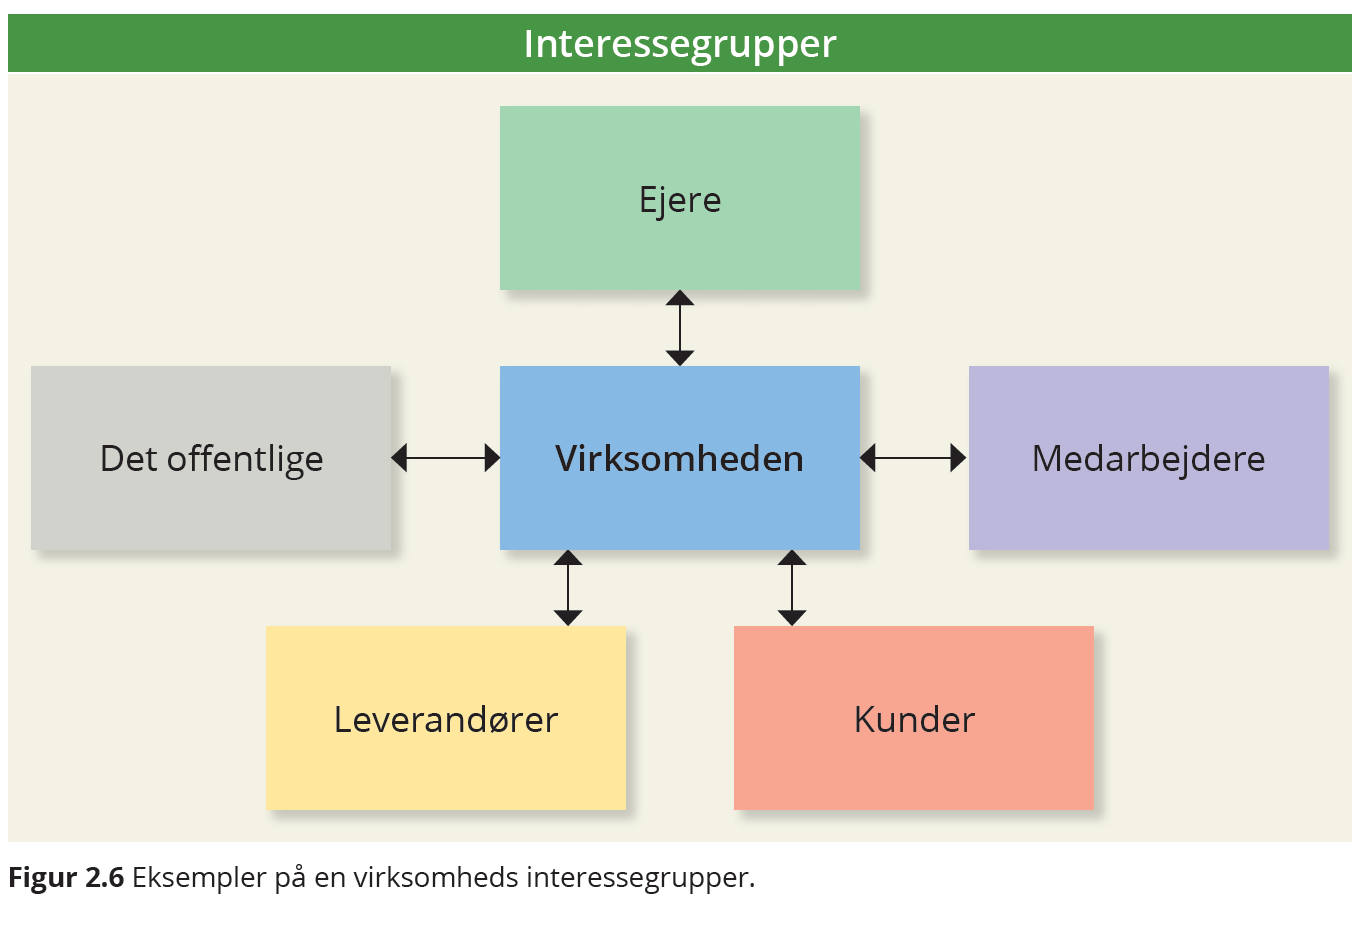 Interessegrupper
Ejere
Det offentlige
Virksomheden
Medarbejdere
Leverandører
Kunder
Figur 2.6 Eksempler på en virksomheds interessegrupper.